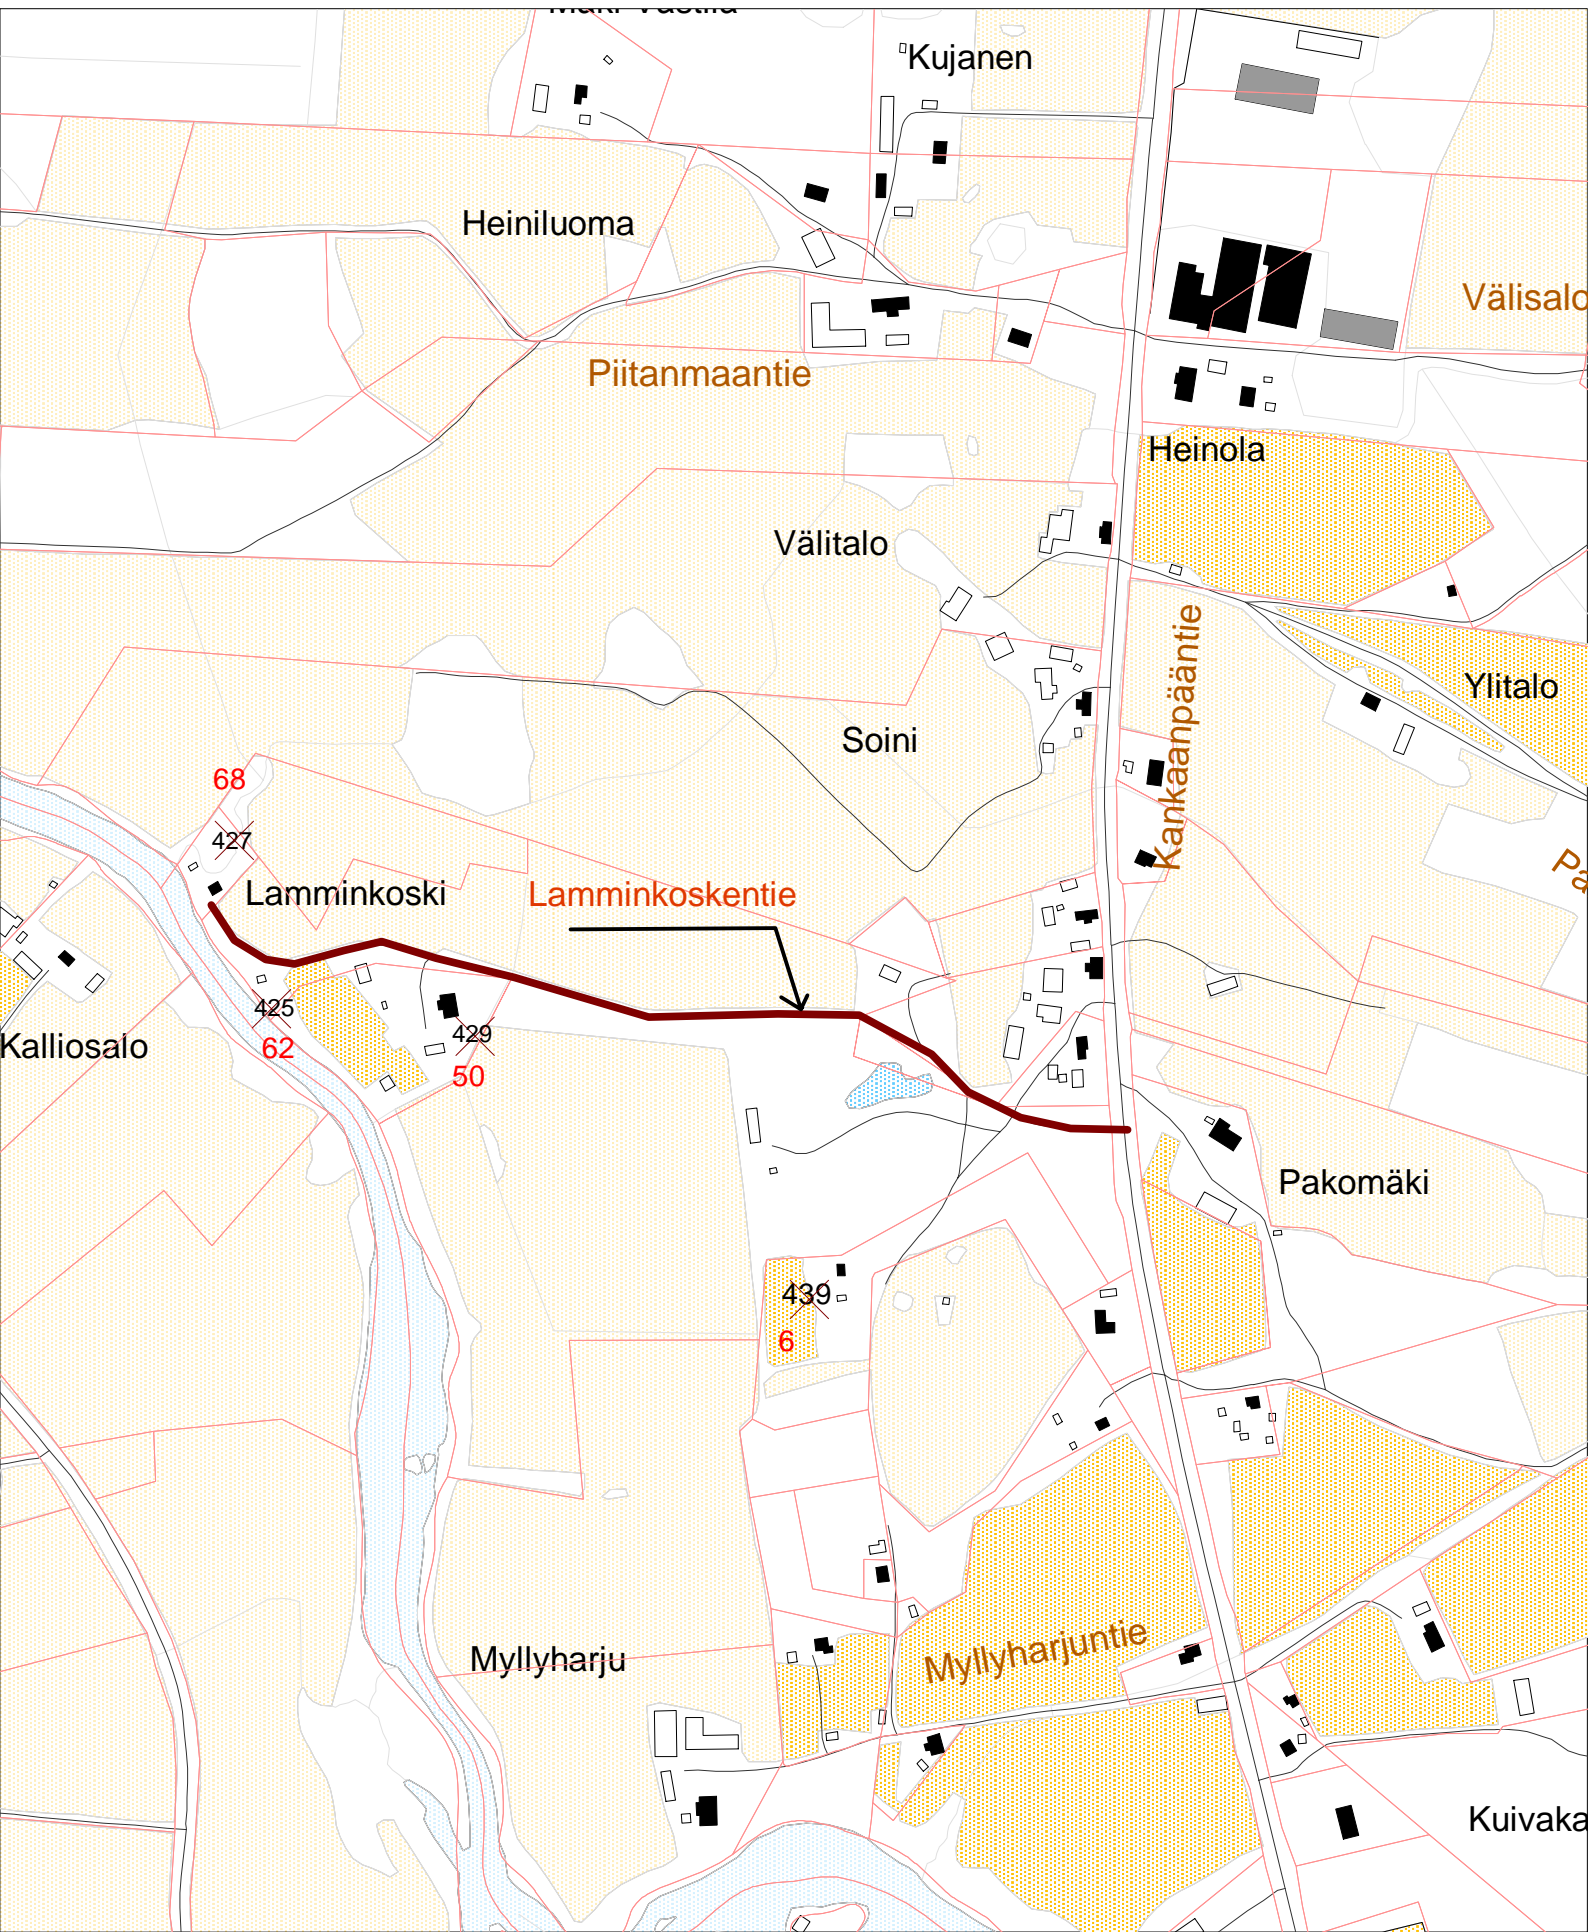 Kujanen
Heiniluoma
Välisalo
Piitanmaantie
Heinola
Välitalo
Kankaanpääntie
Ylitalo
Soini
68
427
Lamminkoski
Lamminkoskentie
Pa
425
429
Kalliosalo
62
50
Pakomäki
439
6
Myllyharju
Myllyharjuntie
Kuivaka